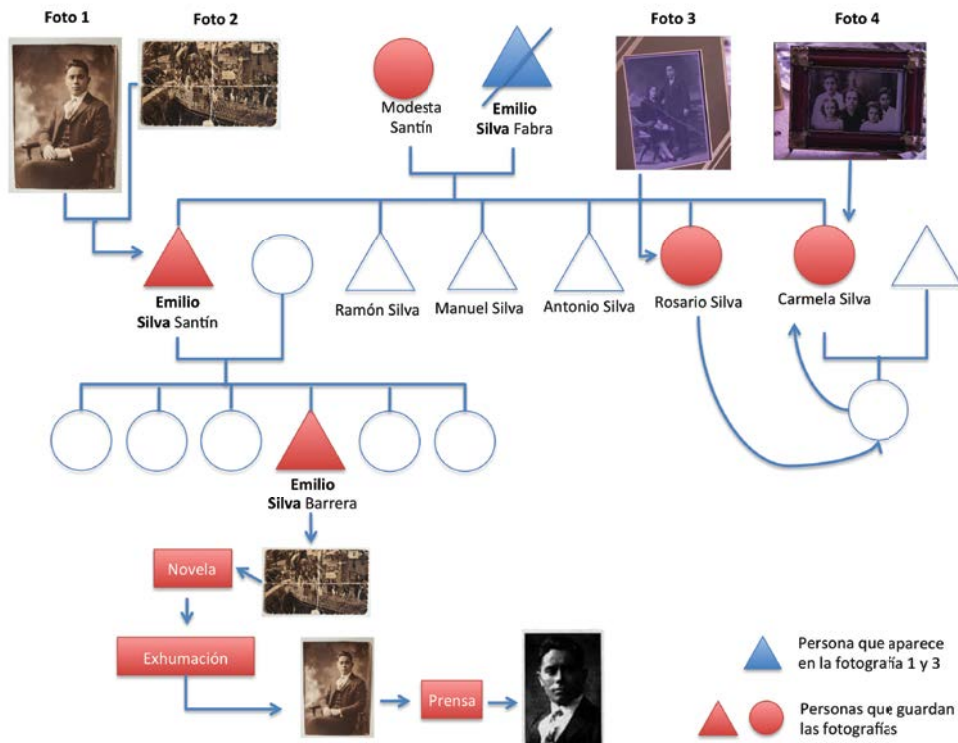 Foto 1
Foto 2
Foto 3
Foto 4
Modesta
Santín
Emilio
Silva Fabra
Emilio
Silva Santín
Ramón Silva
Manuel Silva
Antonio Silva
Rosario Silva
Carmela Silva
Emilio
Silva Barrera
Novela
Exhumación
Prensa
Persona que aparece
en la fotografía 1 y 3
Personas que guardan
las fotografías